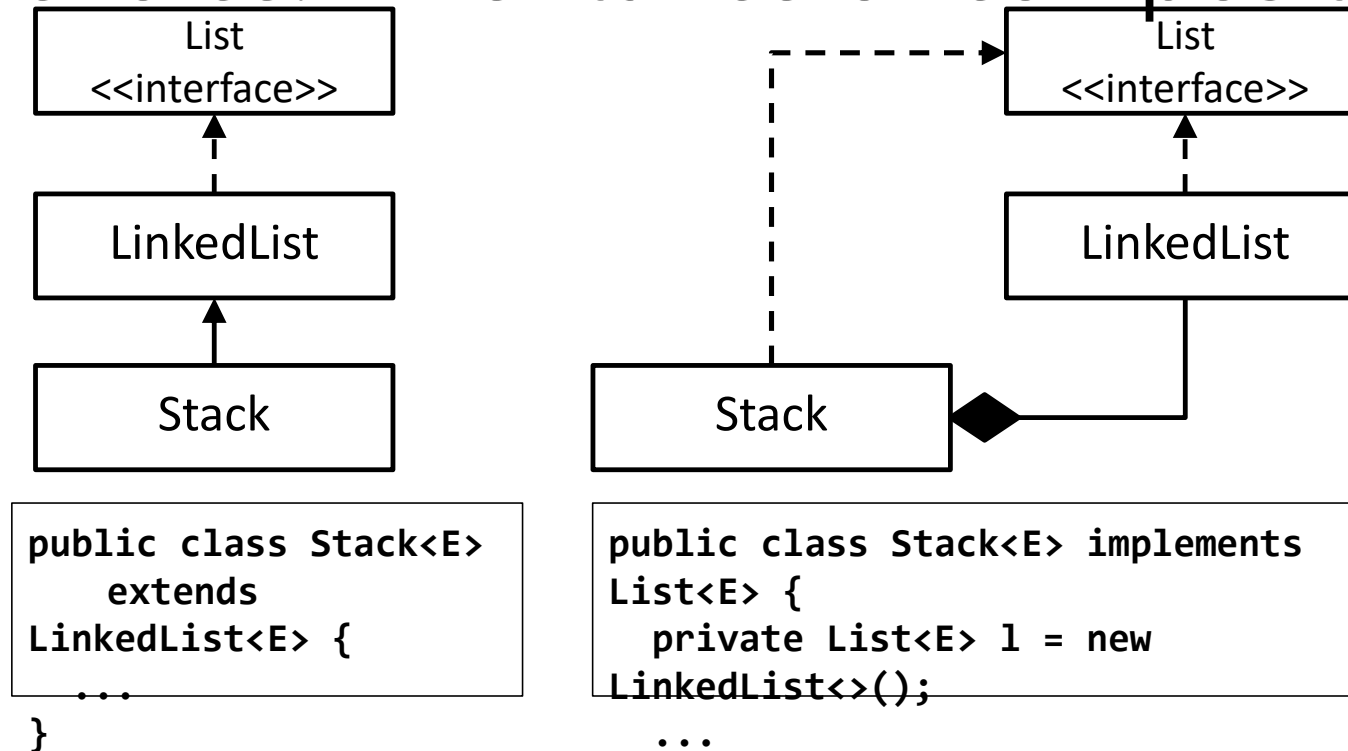 List
<<interface>>
LinkedList
Stack
public class Stack<E>
extends
LinkedList<E> {
...
}
List
<<interface>>
LinkedList
Stack
public class Stack<E> implements
List<E> {
private List<E> l = new
LinkedList<>();
...